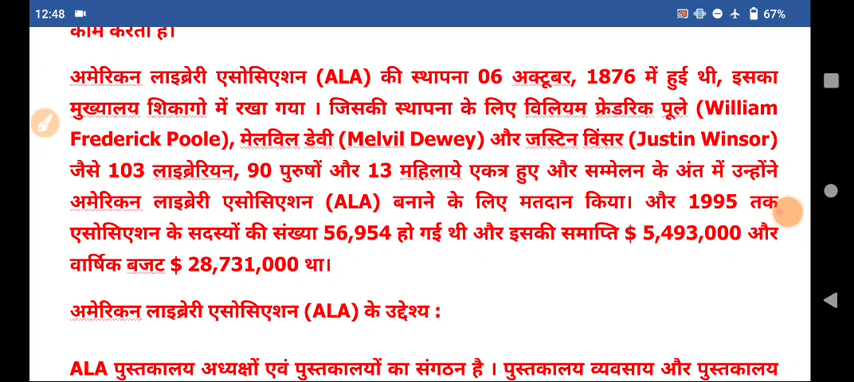 12:48
67%
काम करता है।
अमेरिकन लाइब्रेरी एसोसिएशन (ALA) की स्थापना 06 अक्टूबर, 1876 में हुई थी, इसका
मुख्यालय शिकागो में रखा गया । जिसकी स्थापना के लिए विलियम फ्रेडरिक पूले (William
Frederick Poole), मेलविल डेवी (Melvil Dewey) और जस्टिन विंसर (Justin Winsor)
जैसे 103 लाइब्रेरियन, 90 पुरुषों और 13 महिलाये एकत्र हुए और सम्मेलन के अंत में उन्होंने
अमेरिकन लाइब्रेरी एसोसिएशन (ALA) बनाने के लिए मतदान किया। और 1995 तक
एसोसिएशन के सदस्यों की संख्या 56,954 हो गई थी और इसकी समाप्ति $ 5,493,000 और
वार्षिक बजट $ 28,731,000 था।
अमेरिकन लाइब्रेरी एसोसिएशन (ALA) के उद्देश्य :
ALA पुस्तकालय अध्यक्षों एवं पुस्तकालयों का संगठन है । पुस्तकालय व्यवसाय और पुस्तकालय